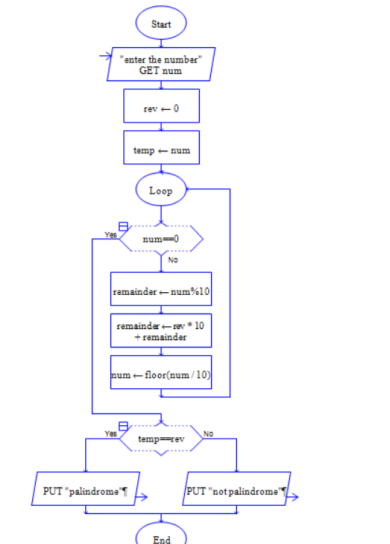 Start
"enter the number"
GET num
rev ← 0
temp ← num
Loop
Yes
num==0
No
remainder ← num%10
remainder ← rev * 10
+ remainder
num ← floor(num / 10)
Yes
temp==rev
No
PUT "palindrome"¶
PUT "not palindrome"¶
End